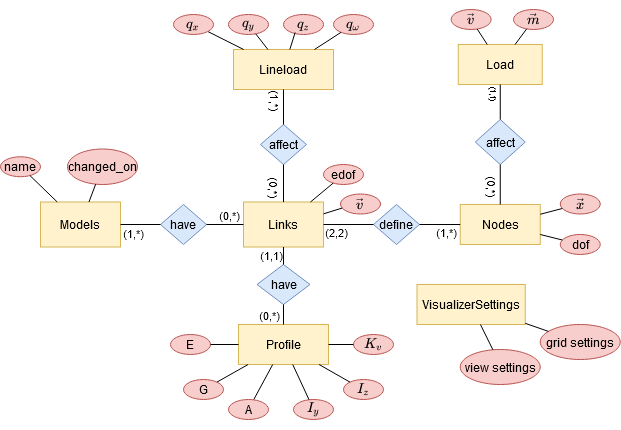 $q_x$ $q_y$ $q_z$ $q_\omega$ $\vec{v}$ $\vec{m}$
Lineload
Load
(1,*)
affect
affect
(0,*)
(0,*)
name
changed_on
edof
$\vec{v}$
$\vec{x}$
Models
have
(0,*)
Links
define
Nodes
(1,*)
(2,2)
(1,*)
dof
(1,1)
have
(0,*)
VisualizerSettings
E
Profile
$K_v$
grid settings
view settings
G
$I_z$
A
$I_y$